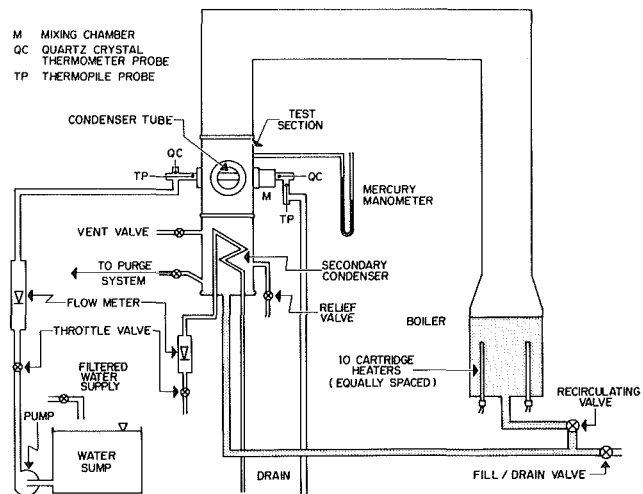 M MIXING CHAMBER
QC QUARTZ CRYSTAL
THERMOMETER PROBE
TP THERMOPILE PROBE
TEST
SECTION
CONDENSER TUBE
QC
TP
QC
M
TP
MERCURY
MANOMETER
VENT VALVE
TO PURGE
SYSTEM
SECONDARY
CONDENSER
FLOW METER
RELIEF
VALVE
BOILER
THROTTLE VALVE
FILTERED
WATER
SUPPLY
10 CARTRIDGE
HEATERS
(EQUALLY SPACED)
RECIRCULATING
VALVE
PUMP
WATER
SUMP
DRAIN
FILL / DRAIN VALVE